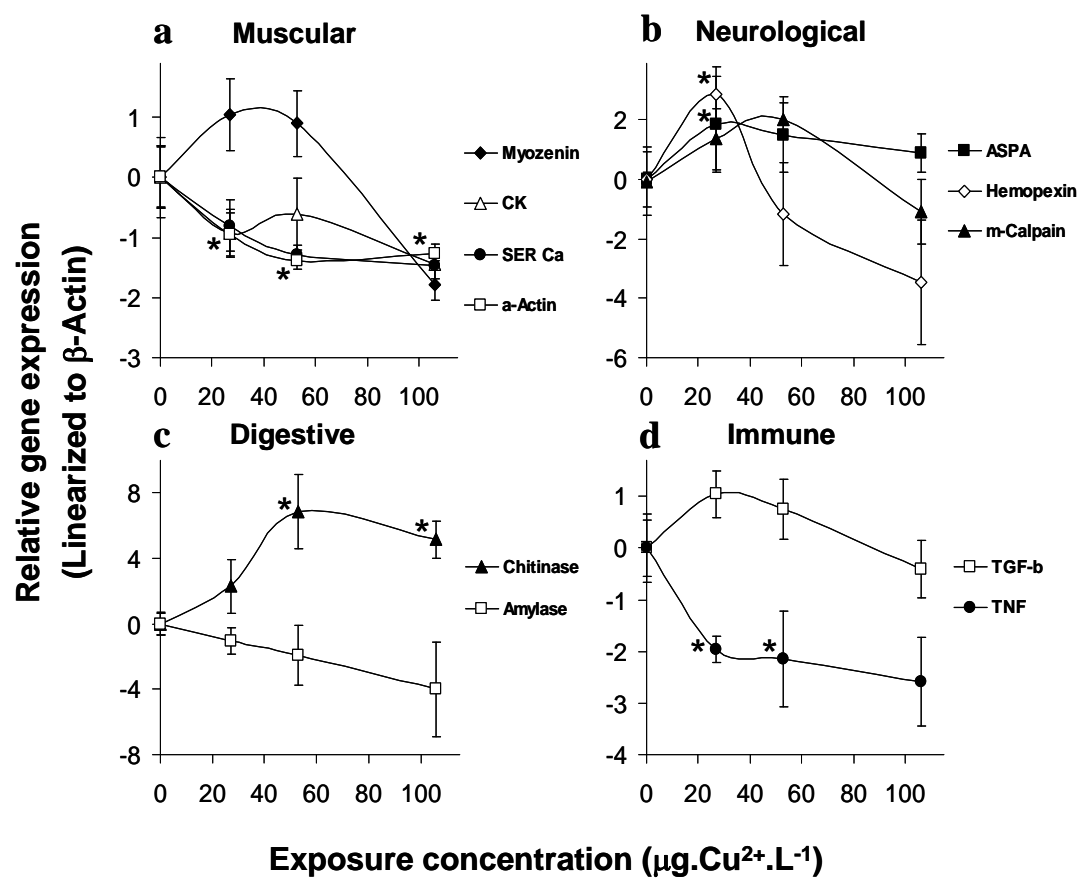 a Muscular
1
0
-1
-2
-3
0 20 40 60 80 100
* * *
Myozenin
CK
SER Ca
a-Actin
b Neurological
2
0
-2
-4
-6
0 20 40 60 80 100
*
*
ASPA
Hemopexin
m-Calpain
Relative gene expression
(Linearized to β-Actin)
c Digestive
8
4
0
-4
-8
0 20 40 60 80 100
* *
Chitinase
Amylase
d Immune
1
0
-1
-2
-3
-4
0 20 40 60 80 100
* *
TGF-b
TNF
Exposure concentration (μg.Cu²⁺.L⁻¹)